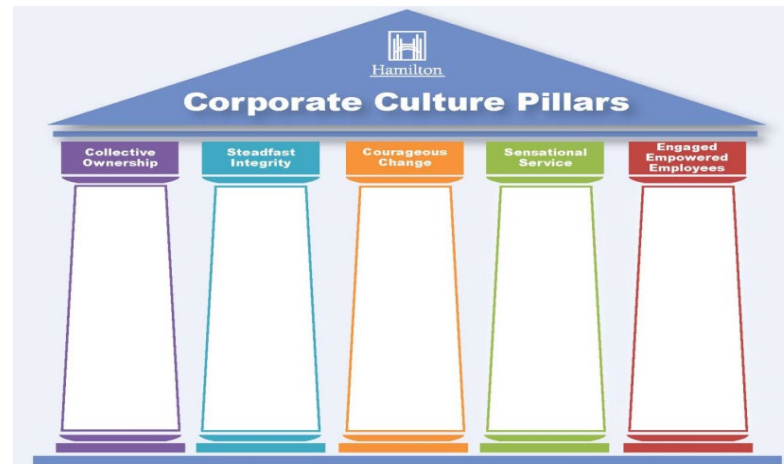 Hamilton
Corporate Culture Pillars
Collective
Ownership
Steadfast
Integrity
Courageous
Change
Sensational
Service
Engaged
Empowered
Employees